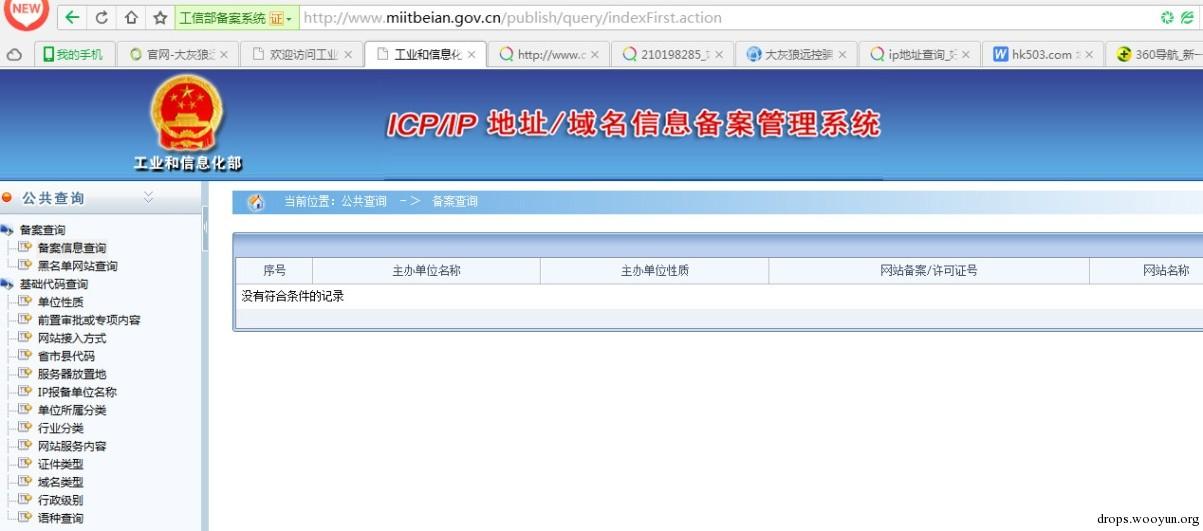 NEW
工信部备案系统 证 http://www.miitbeian.gov.cn/publish/query/indexFirst.action
我的手机 官网-大灰狼 欢迎访问工业 工业和信息化 http://www.c 210198285_ 大灰狼远控 ip地址查询_ hk503.com 360导航_新一
工业和信息化部
ICP/IP 地址/域名信息备案管理系统
公共查询
当前位置：公共查询 -> 备案查询
备案查询
备案信息查询
黑名单网站查询
基础代码查询
单位性质
前置审批或专项内容
网站接入方式
省市县代码
服务器放置地
IP报备单位名称
单位所属分类
行业分类
网站服务内容
证件类型
域名类型
行政级别
语种查询
序号 主办单位名称 主办单位性质 网站备案/许可证号 网站名称
没有符合条件的记录
drops.wooyun.org